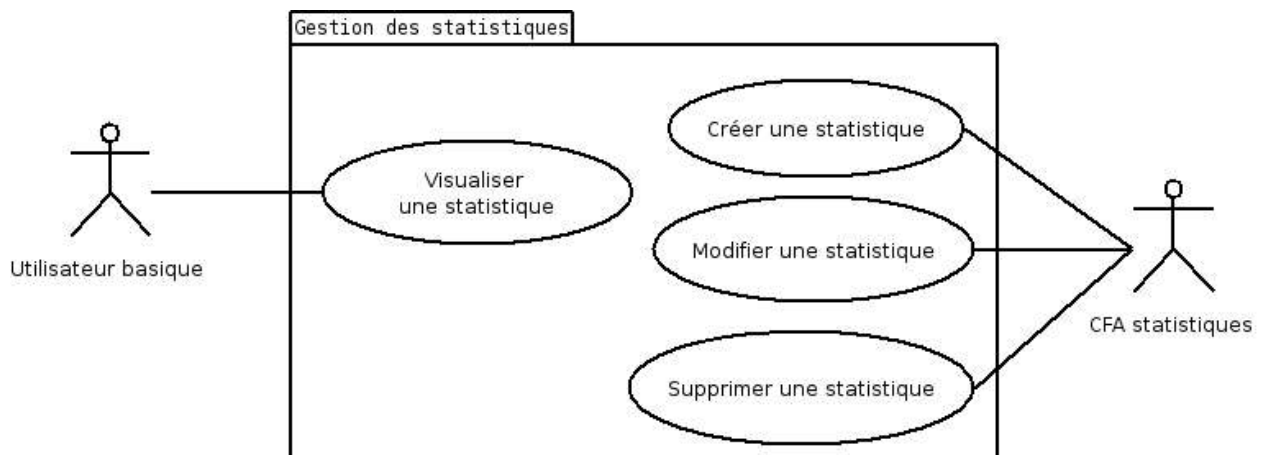 Gestion des statistiques
Créer une statistique
Visualiser
une statistique
Modifier une statistique
Utilisateur basique
CFA statistiques
Supprimer une statistique